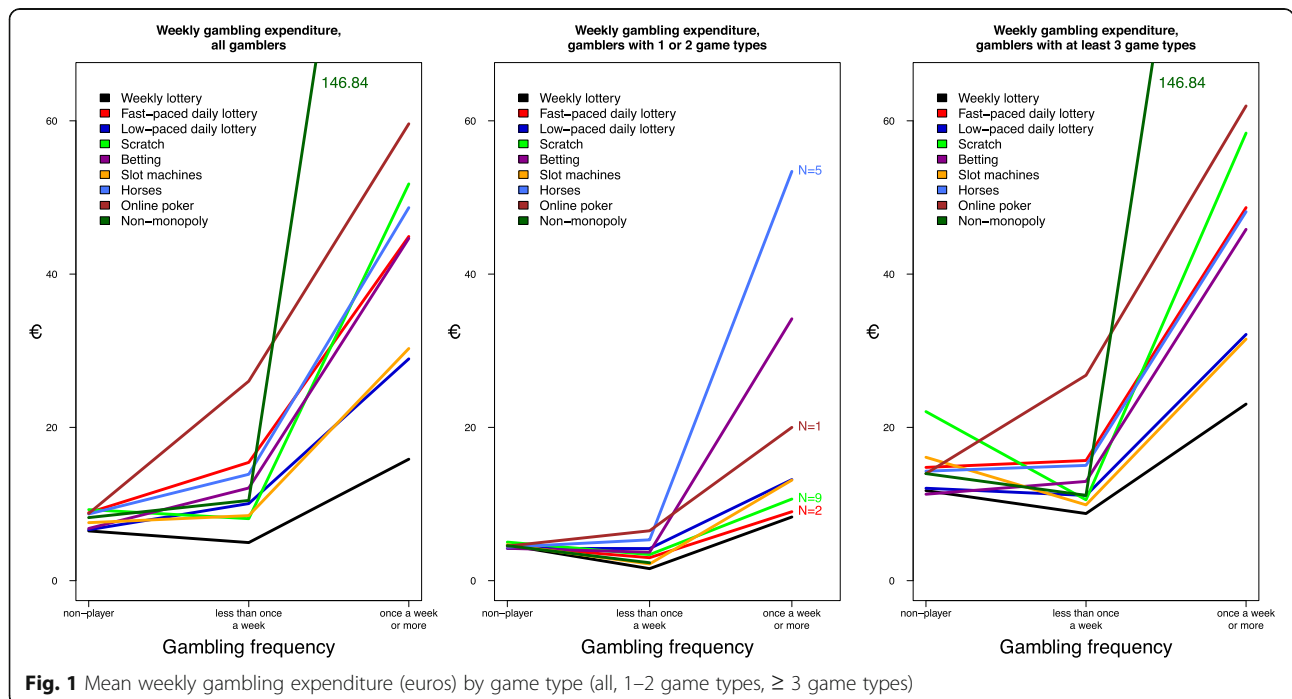 Weekly gambling expenditure,
all gamblers
146.84
Weekly lottery
Fast-paced daily lottery
Low-paced daily lottery
Scratch
Betting
Slot machines
Horses
Online poker
Non-monopoly
60
40
20
0
€
non-player
less than once
a week
once a week
or more
Gambling frequency
Weekly gambling expenditure,
gamblers with 1 or 2 game types
Weekly lottery
Fast-paced daily lottery
Low-paced daily lottery
Scratch
Betting
Slot machines
Horses
Online poker
Non-monopoly
60
40
20
0
€
N=5
N=1
N=9
N=2
non-player
less than once
a week
once a week
or more
Gambling frequency
Weekly gambling expenditure,
gamblers with at least 3 game types
146.84
Weekly lottery
Fast-paced daily lottery
Low-paced daily lottery
Scratch
Betting
Slot machines
Horses
Online poker
Non-monopoly
60
40
20
0
€
non-player
less than once
a week
once a week
or more
Gambling frequency
Fig. 1 Mean weekly gambling expenditure (euros) by game type (all, 1–2 game types, ≥ 3 game types)